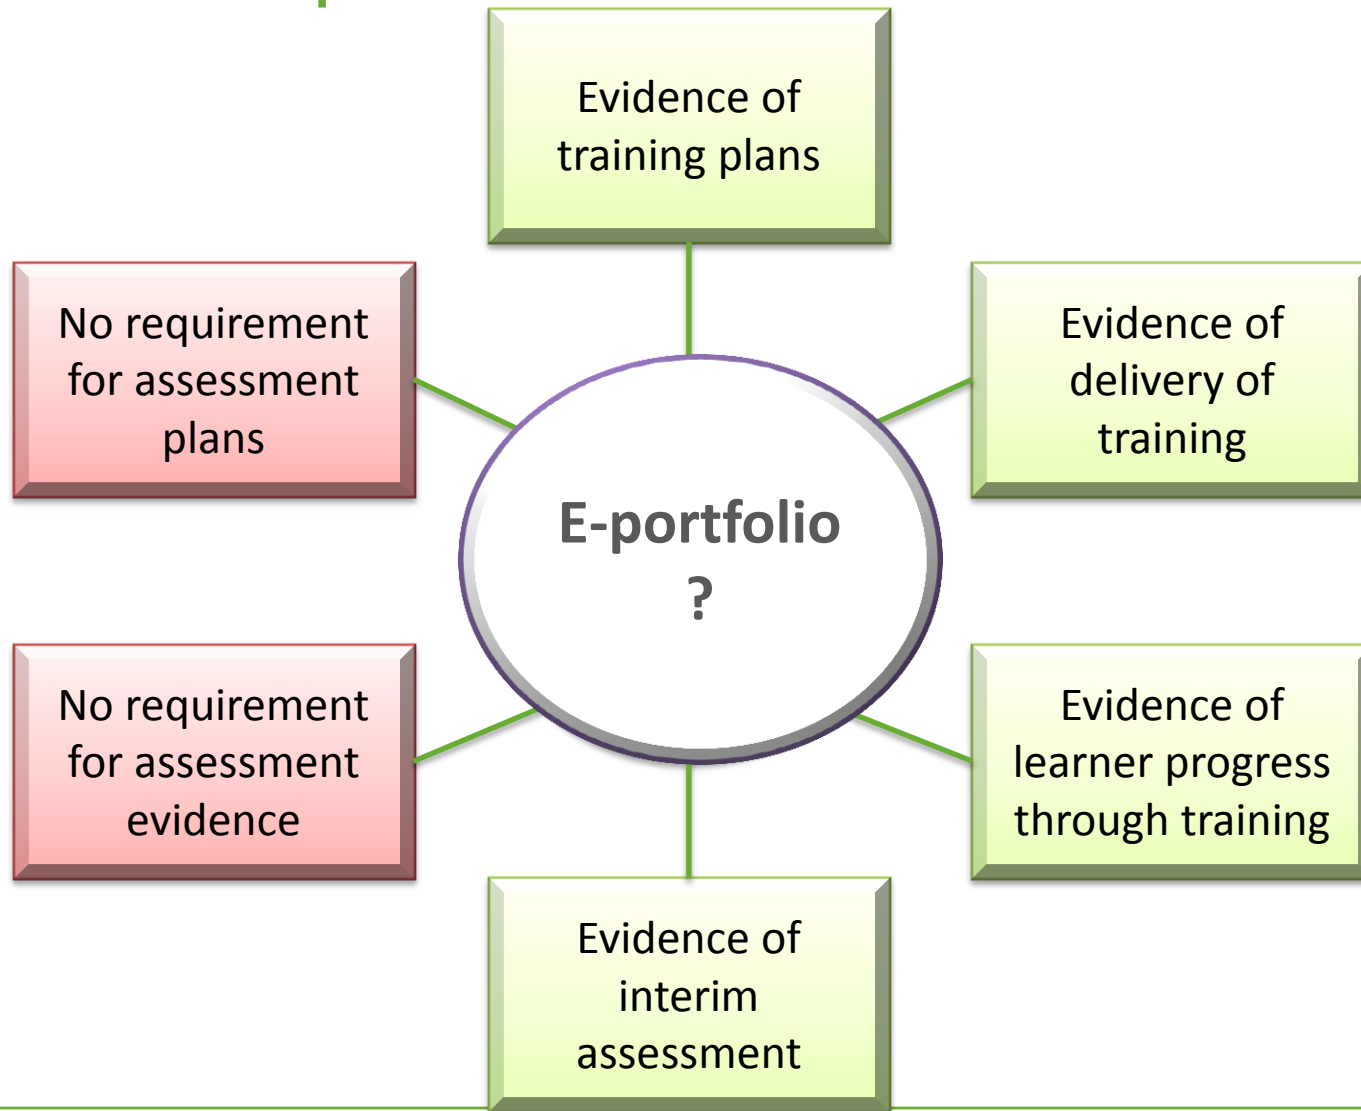 Evidence of
training plans
No requirement
for assessment
plans
Evidence of
delivery of
training
E-portfolio
?
No requirement
for assessment
evidence
Evidence of
learner progress
through training
Evidence of
interim
assessment